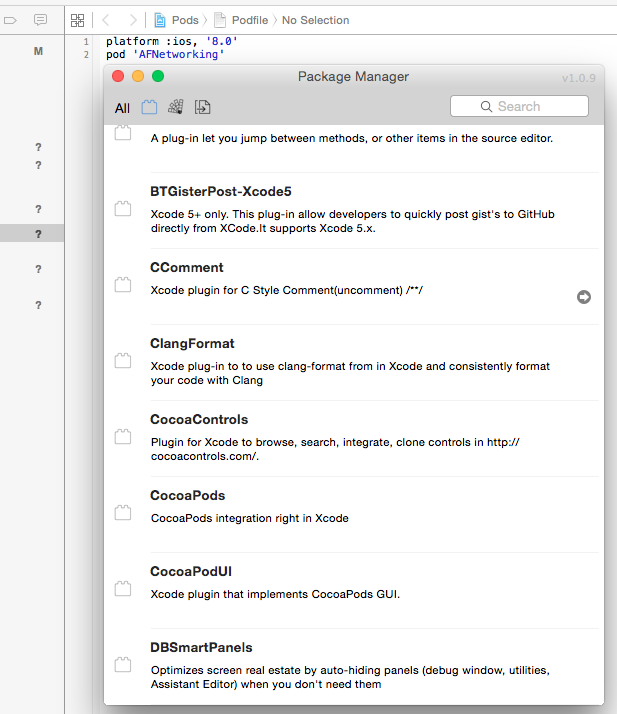 Pods › Podfile › No Selection
M
1 platform :ios, '8.0'
2 pod 'AFNetworking'
Package Manager
v1.0.9
All
Search
A plug-in let you jump between methods, or other items in the source editor.
?
?
BTGisterPost-Xcode5
Xcode 5+ only. This plug-in allow developers to quickly post gist's to GitHub
directly from XCode.It supports Xcode 5.x.
?
?
CComment
Xcode plugin for C Style Comment(uncomment) /**/
?
?
ClangFormat
Xcode plug-in to to use clang-format from in Xcode and consistently format
your code with Clang
CocoaControls
Plugin for Xcode to browse, search, integrate, clone controls in http://
cocoacontrols.com/.
CocoaPods
CocoaPods integration right in Xcode
CocoaPodUI
Xcode plugin that implements CocoaPods GUI.
DBSmartPanels
Optimizes screen real estate by auto-hiding panels (debug window, utilities,
Assistant Editor) when you don't need them